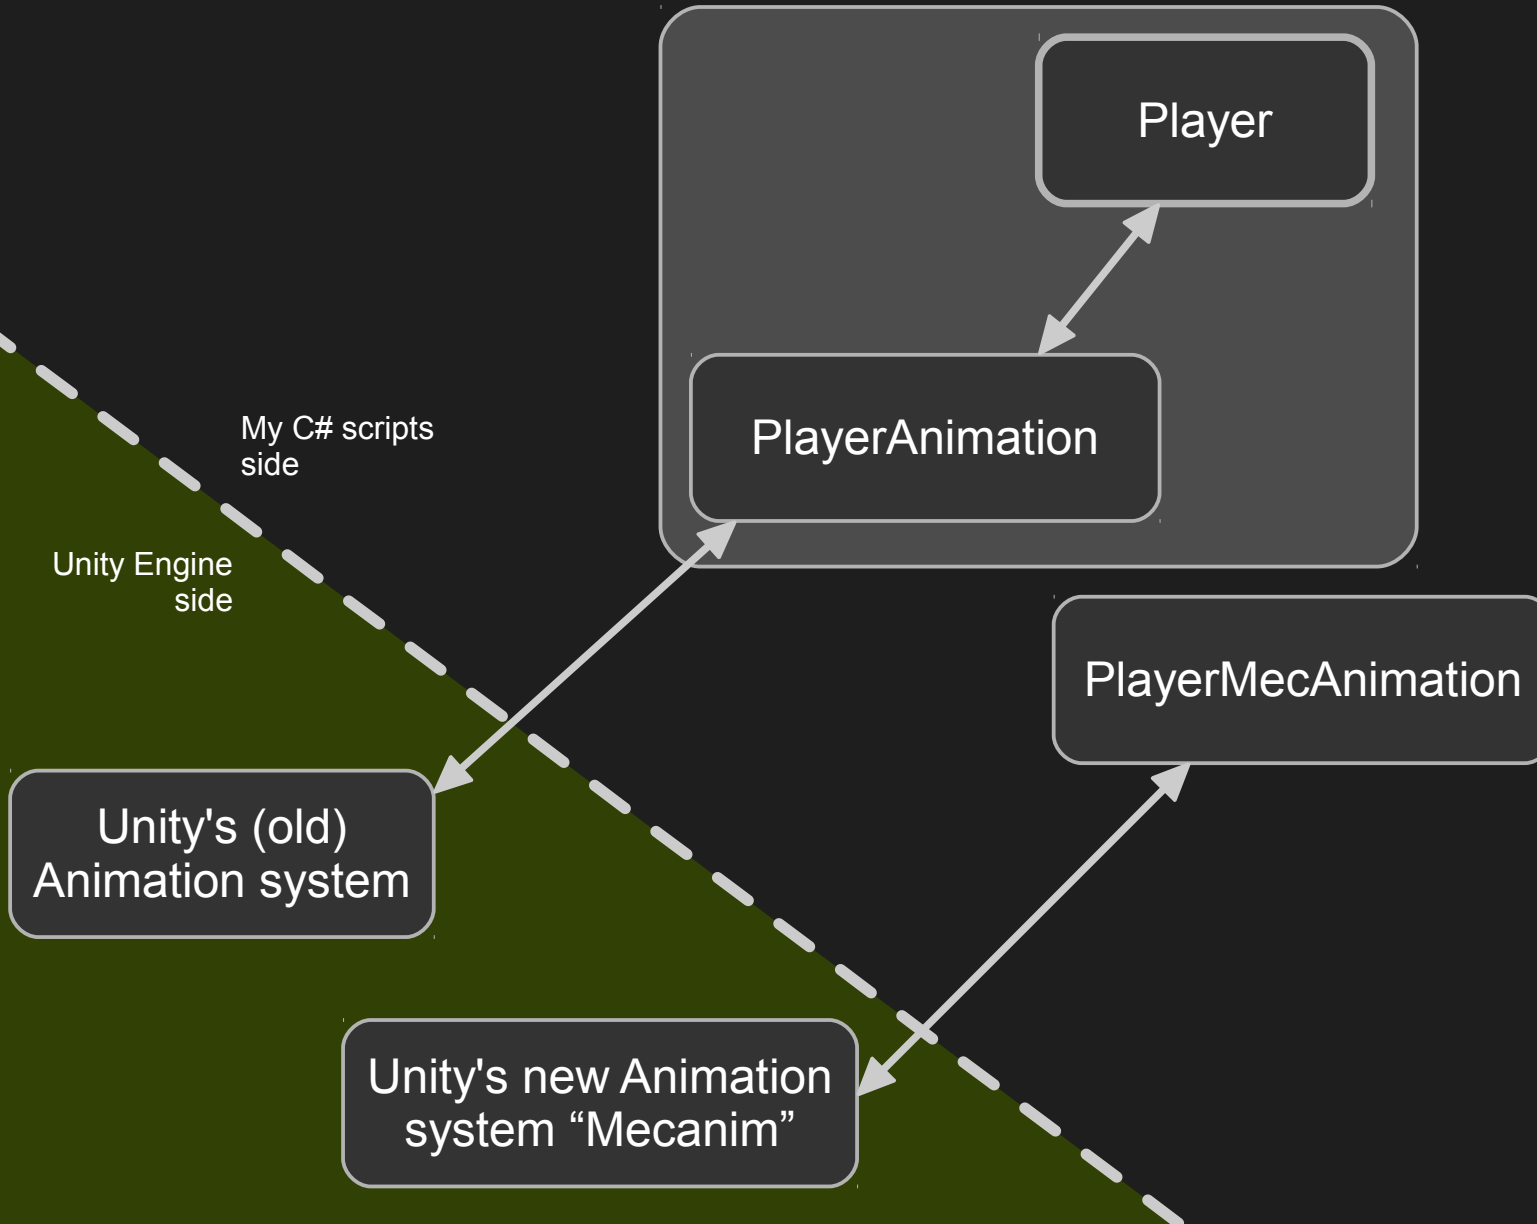 Player
PlayerAnimation
My C# scripts
side
Unity Engine
side
PlayerMecAnimation
Unity's (old)
Animation system
Unity's new Animation
system “Mecanim”